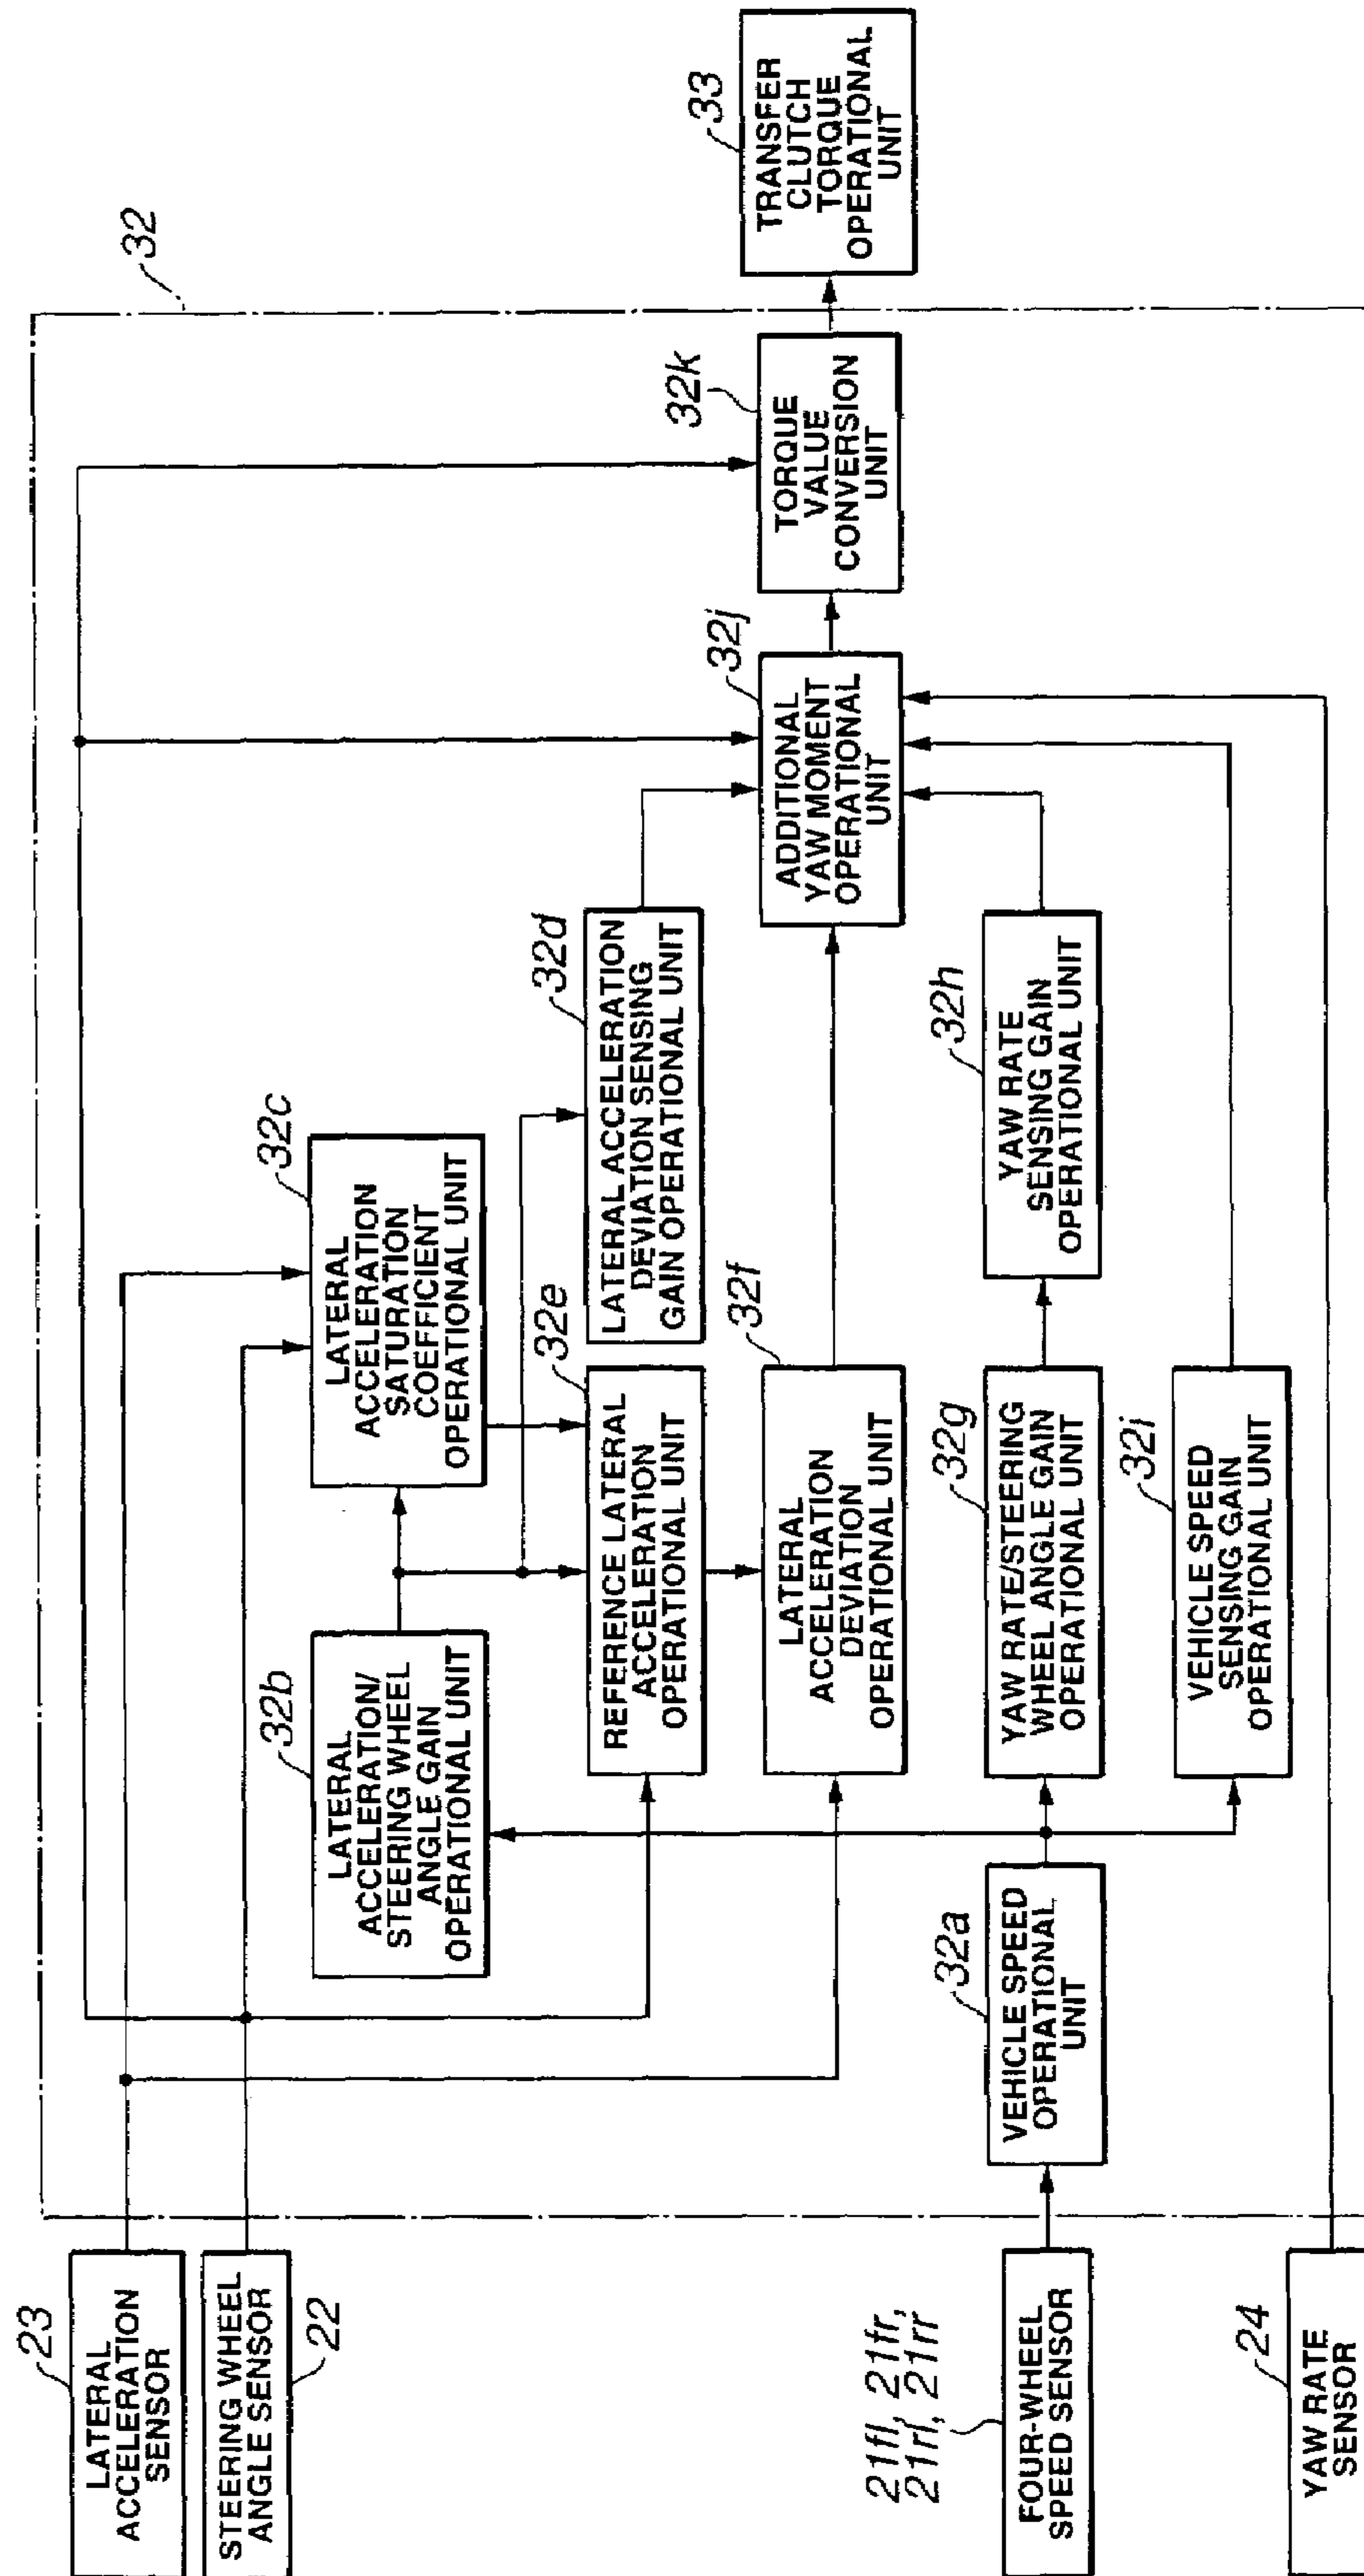 23
LATERAL
ACCELERATION
SENSOR
STEERING WHEEL
ANGLE SENSOR
22
21fl, 21fr,
21rl, 21rr
FOUR-WHEEL
SPEED SENSOR
24
YAW RATE
SENSOR
32
32a
VEHICLE SPEED
OPERATIONAL
UNIT
32b
LATERAL
ACCELERATION/
STEERING WHEEL
ANGLE GAIN
OPERATIONAL UNIT
32c
LATERAL
ACCELERATION
SATURATION
COEFFICIENT
OPERATIONAL UNIT
32e
REFERENCE LATERAL
ACCELERATION
OPERATIONAL UNIT
32d
LATERAL ACCELERATION
DEVIATION SENSING
GAIN OPERATIONAL UNIT
32f
LATERAL
ACCELERATION
DEVIATION
OPERATIONAL UNIT
32g
YAW RATE/STEERING
WHEEL ANGLE GAIN
OPERATIONAL UNIT
32h
YAW RATE
SENSING GAIN
OPERATIONAL UNIT
32i
VEHICLE SPEED
SENSING GAIN
OPERATIONAL UNIT
32j
ADDITIONAL
YAW MOMENT
OPERATIONAL
UNIT
32k
TORQUE
VALUE
CONVERSION
UNIT
33
TRANSFER
CLUTCH
TORQUE
OPERATIONAL
UNIT